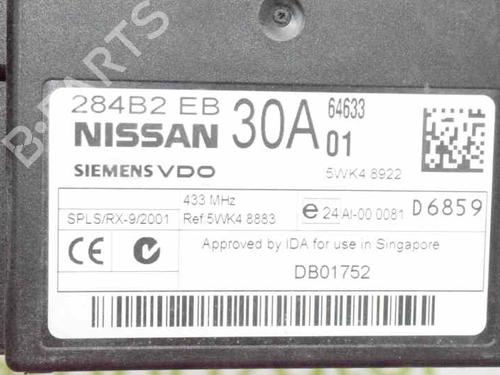 B-PARTS
284B2 EB 30A 64633
NISSAN 01
SIEMENS VDO 5WK4 8922
433 MHz
SPLS/RX-9/2001 Ref.5WK4 8883 e 24 AI-00 0081 D6859
CE Approved by IDA for use in Singapore
DB01752